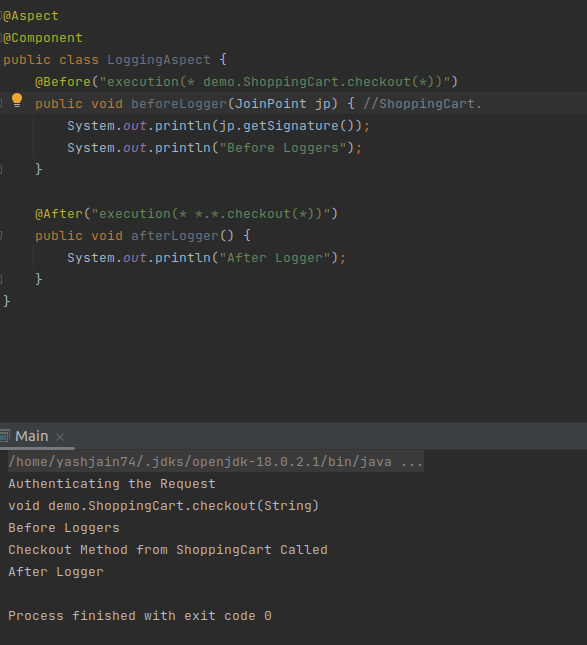 @Aspect
@Component
public class LoggingAspect {
    @Before("execution(* demo.ShoppingCart.checkout(*))")
    public void beforeLogger(JoinPoint jp) { //ShoppingCart.
        System.out.println(jp.getSignature());
        System.out.println("Before Loggers");
    }

    @After("execution(* *.*.checkout(*))")
    public void afterLogger() {
        System.out.println("After Logger");
    }
}
Main ×
/home/yashjain74/.jdks/openjdk-18.0.2.1/bin/java ...
Authenticating the Request
void demo.ShoppingCart.checkout(String)
Before Loggers
Checkout Method from ShoppingCart Called
After Logger

Process finished with exit code 0